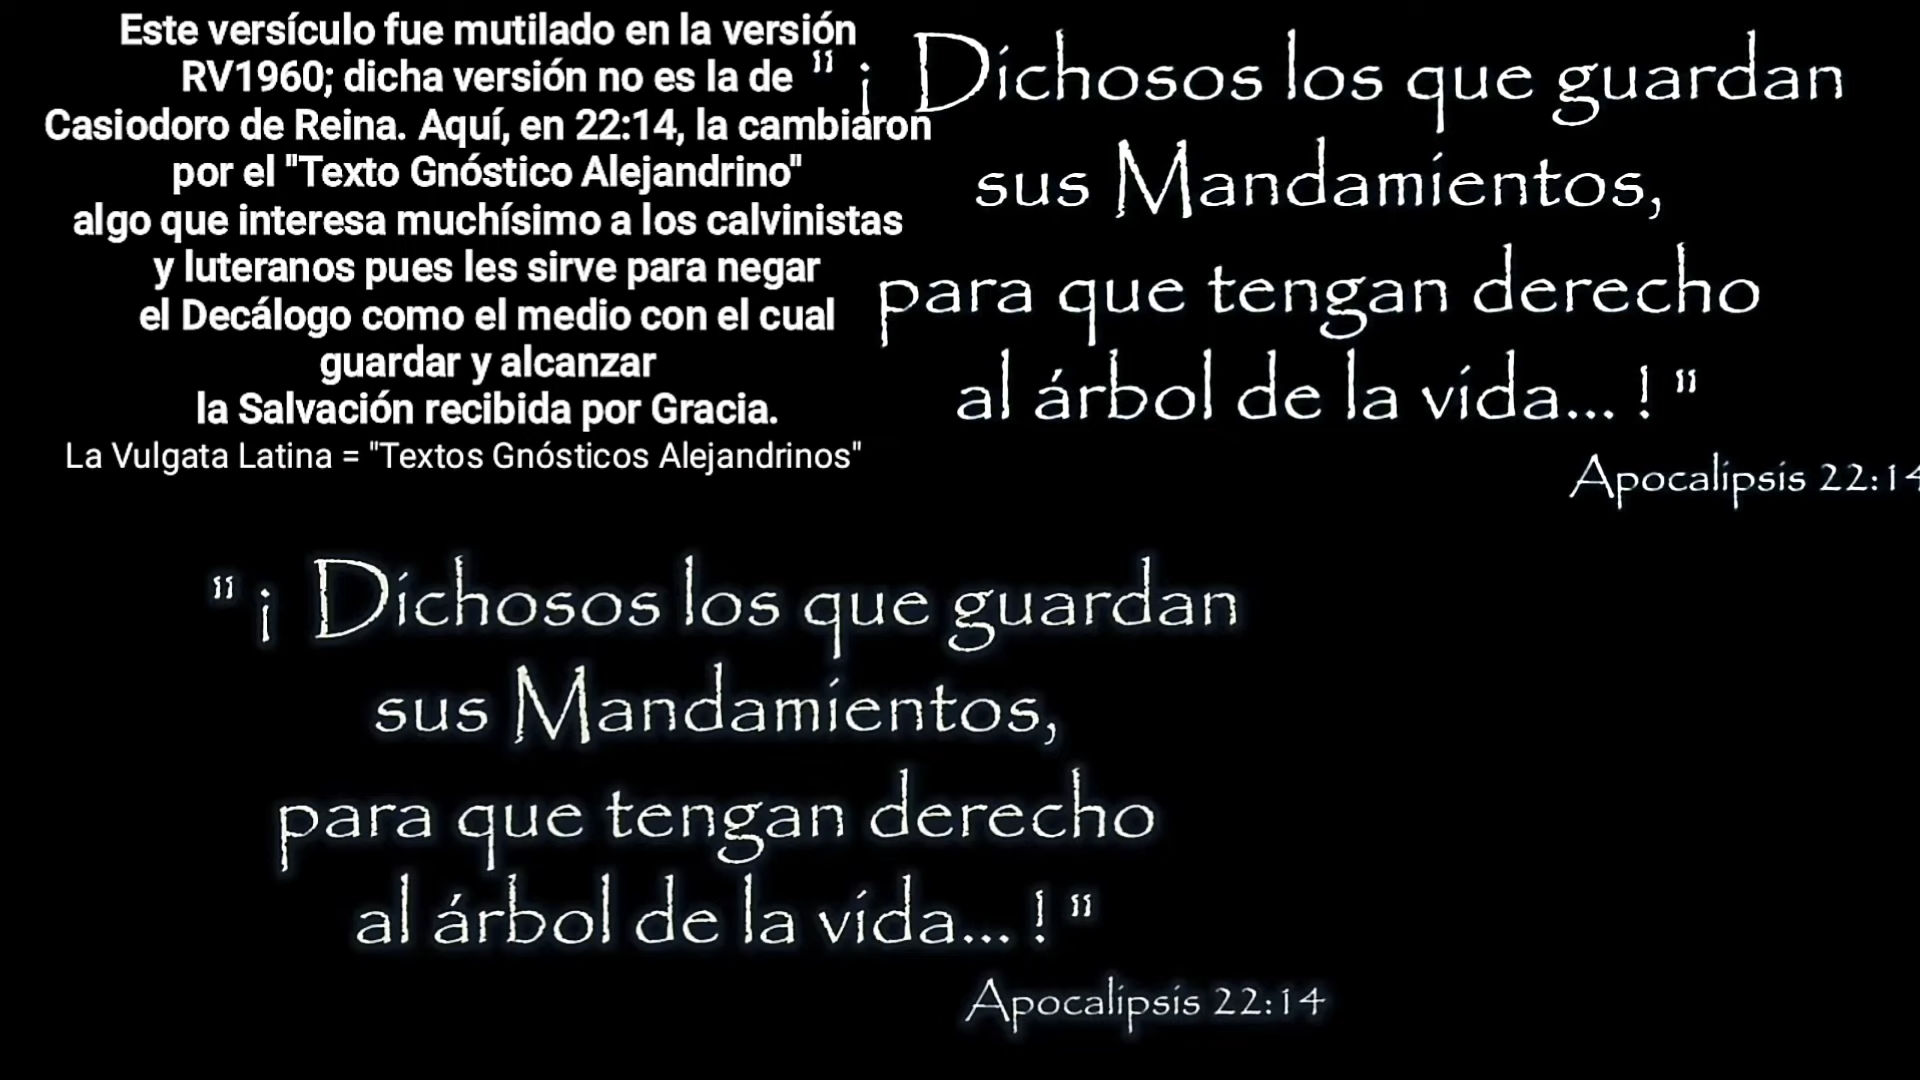 Este versículo fue mutilado en la versión
RV1960; dicha versión no es la de
Casiodoro de Reina. Aquí, en 22:14, la cambiaron
por el "Texto Gnóstico Alejandrino"
algo que interesa muchísimo a los calvinistas
y luteranos pues les sirve para negar
el Decálogo como el medio con el cual
guardar y alcanzar
la Salvación recibida por Gracia.
La Vulgata Latina = "Textos Gnósticos Alejandrinos"
"¡ Dichosos los que guardan
sus Mandamientos,
para que tengan derecho
al árbol de la vida... ! "
Apocalipsis 22:14
"¡ Dichosos los que guardan
sus Mandamientos,
para que tengan derecho
al árbol de la vida... ! "
Apocalipsis 22:14